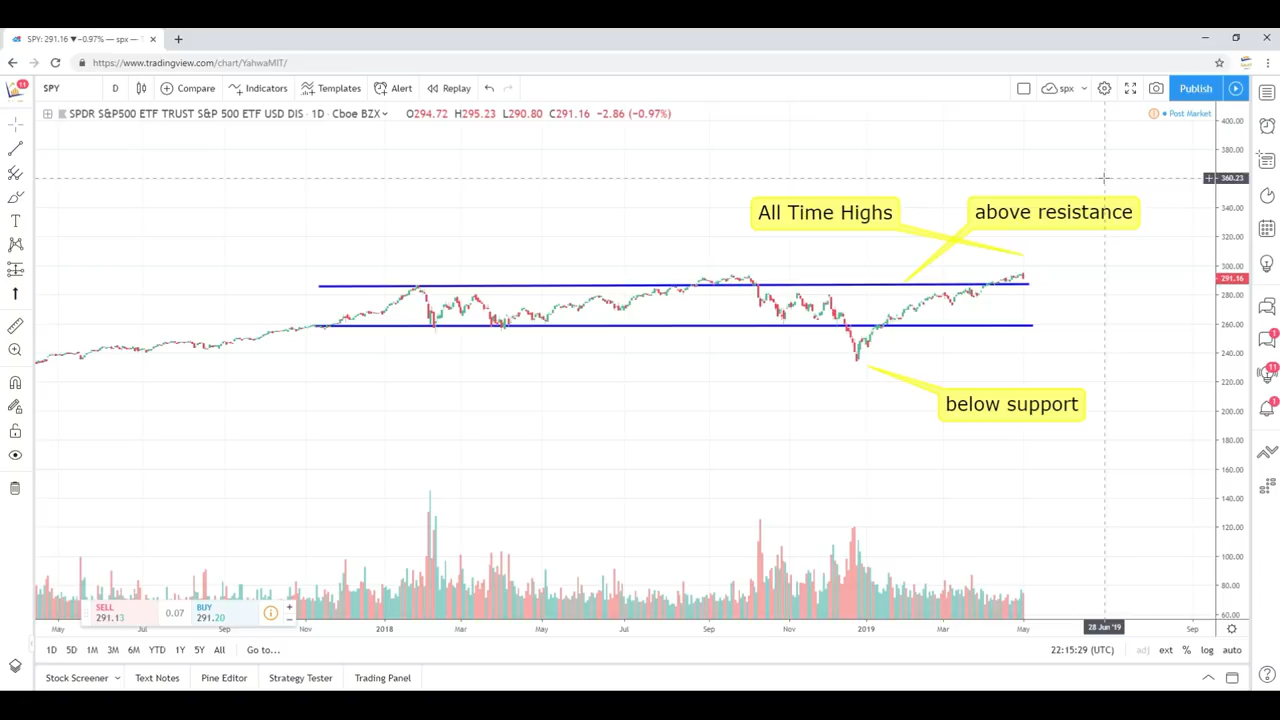 SPY: 291.16 ▼−0.97% — spx —
https://www.tradingview.com/chart/YahwaMIT/
11
SPY
D
Compare
Indicators
Templates
Alert
Replay
spx
Publish
SPDR S&P500 ETF TRUST S&P 500 ETF USD DIS · 1D · Cboe BZX
O294.72 H295.23 L290.80 C291.16 −2.86 (−0.97%)
Post Market
400.00
380.00
360.23
340.00
320.00
300.00
291.16
280.00
260.00
240.00
220.00
200.00
180.00
160.00
140.00
120.00
100.00
80.00
60.00
All Time Highs
above resistance
below support
11
1
SELL
291.13
0.07
BUY
291.20
May
Jul
Sep
Nov
2018
Mar
May
Jul
Sep
Nov
2019
Mar
May
28 Jun '19
Sep
1D 5D 1M 3M 6M YTD 1Y 5Y All Go to...
22:15:29 (UTC) adj ext % log auto
Stock Screener Text Notes Pine Editor Strategy Tester Trading Panel